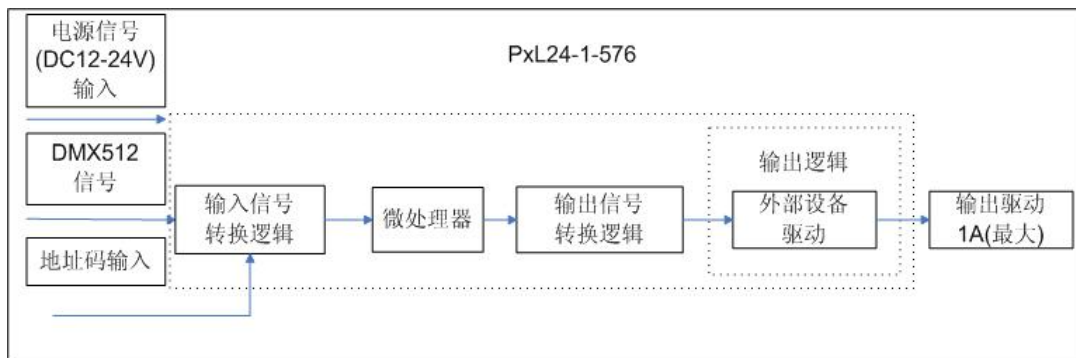 电源信号
(DC12-24V)
输入
PxL24-1-576
DMX512
信号
输出逻辑
输入信号
转换逻辑
微处理器
输出信号
转换逻辑
外部设备
驱动
输出驱动
1A(最大)
地址码输入